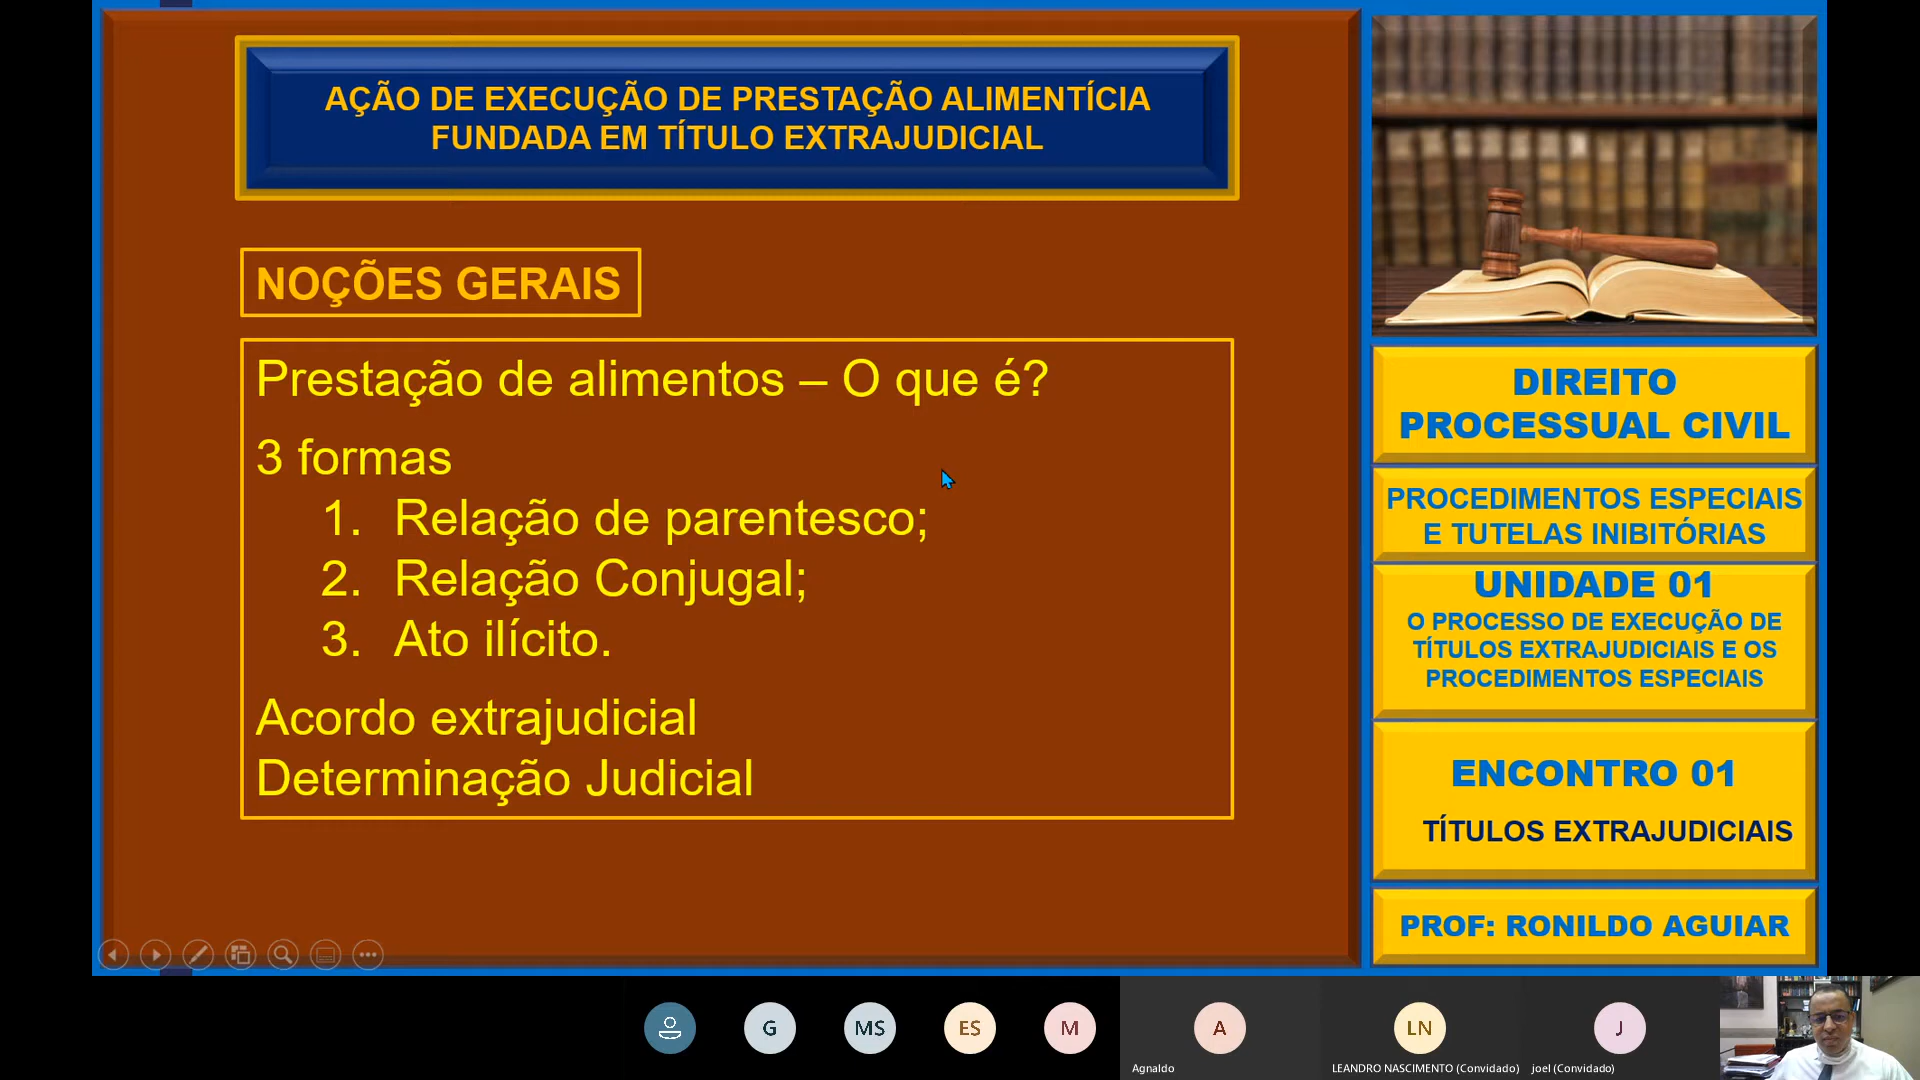 AÇÃO DE EXECUÇÃO DE PRESTAÇÃO ALIMENTÍCIA
FUNDADA EM TÍTULO EXTRAJUDICIAL
NOÇÕES GERAIS
Prestação de alimentos – O que é?
3 formas
1. Relação de parentesco;
2. Relação Conjugal;
3. Ato ilícito.
Acordo extrajudicial
Determinação Judicial
DIREITO
PROCESSUAL CIVIL
PROCEDIMENTOS ESPECIAIS
E TUTELAS INIBITÓRIAS
UNIDADE 01
O PROCESSO DE EXECUÇÃO DE
TÍTULOS EXTRAJUDICIAIS E OS
PROCEDIMENTOS ESPECIAIS
ENCONTRO 01
TÍTULOS EXTRAJUDICIAIS
PROF: RONILDO AGUIAR
G MS ES M A LN J
Agnaldo LEANDRO NASCIMENTO (Convidado) joel (Convidado)